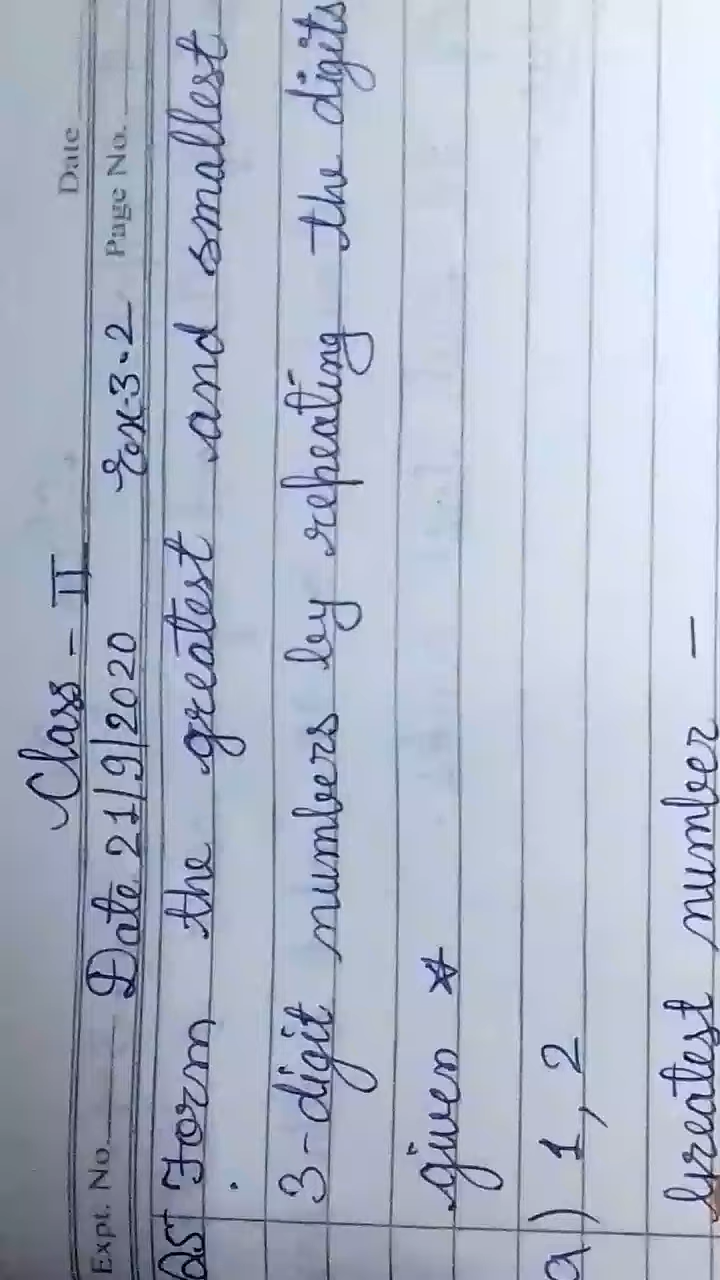 Class - II
Date
Expt. No. Date 21/9/2020 Ex-3.2 Page No.
Q5 Form the greatest and smallest
3-digit numbers by repeating the digits
given
a) 1, 2
Greatest number -